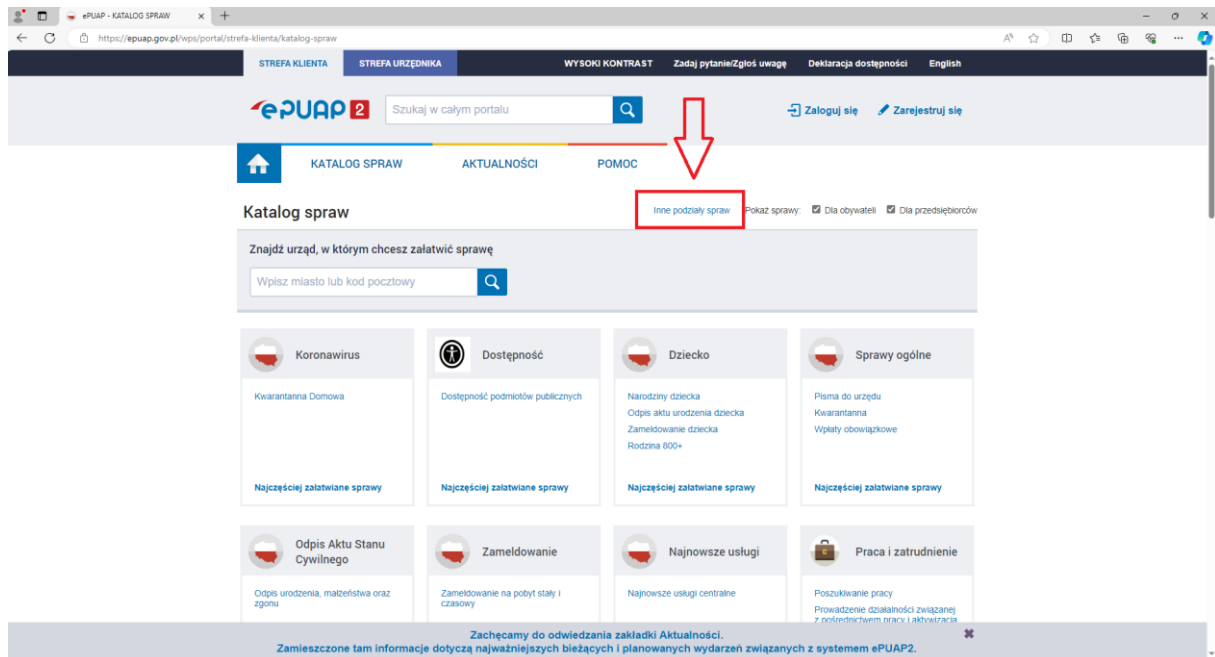 ePUAP - KATALOG SPRAW
https://epuap.gov.pl/wps/portal/strefa-klienta/katalog-spraw
STREFA KLIENTA STREFA URZĘDNIKA WYSOKI KONTRAST Zadaj pytanie/Zgłoś uwagę Deklaracja dostępności English
ePUAP 2 Szukaj w całym portalu Zaloguj się Zarejestruj się
KATALOG SPRAW AKTUALNOŚCI POMOC
Katalog spraw Inne podziały spraw Pokaż sprawy: Dla obywateli Dla przedsiębiorców
Znajdź urząd, w którym chcesz załatwić sprawę
Wpisz miasto lub kod pocztowy
Koronawirus
Kwarantanna Domowa
Najczęściej załatwiane sprawy
Dostępność
Dostępność podmiotów publicznych
Najczęściej załatwiane sprawy
Dziecko
Narodziny dziecka
Odpis aktu urodzenia dziecka
Zameldowanie dziecka
Rodzina 800+
Najczęściej załatwiane sprawy
Sprawy ogólne
Pisma do urzędu
Kwarantanna
Wpłaty obowiązkowe
Najczęściej załatwiane sprawy
Odpis Aktu Stanu
Cywilnego
Odpis urodzenia, małżeństwa oraz
zgonu
Zameldowanie
Zameldowanie na pobyt stały i
czasowy
Najnowsze usługi
Najnowsze usługi centralne
Praca i zatrudnienie
Poszukiwanie pracy
Prowadzenie działalności związanej
z pośrednictwem pracy i aktywizacją
Zachęcamy do odwiedzania zakładki Aktualności.
Zamieszczone tam informacje dotyczą najważniejszych bieżących i planowanych wydarzeń związanych z systemem ePUAP2.